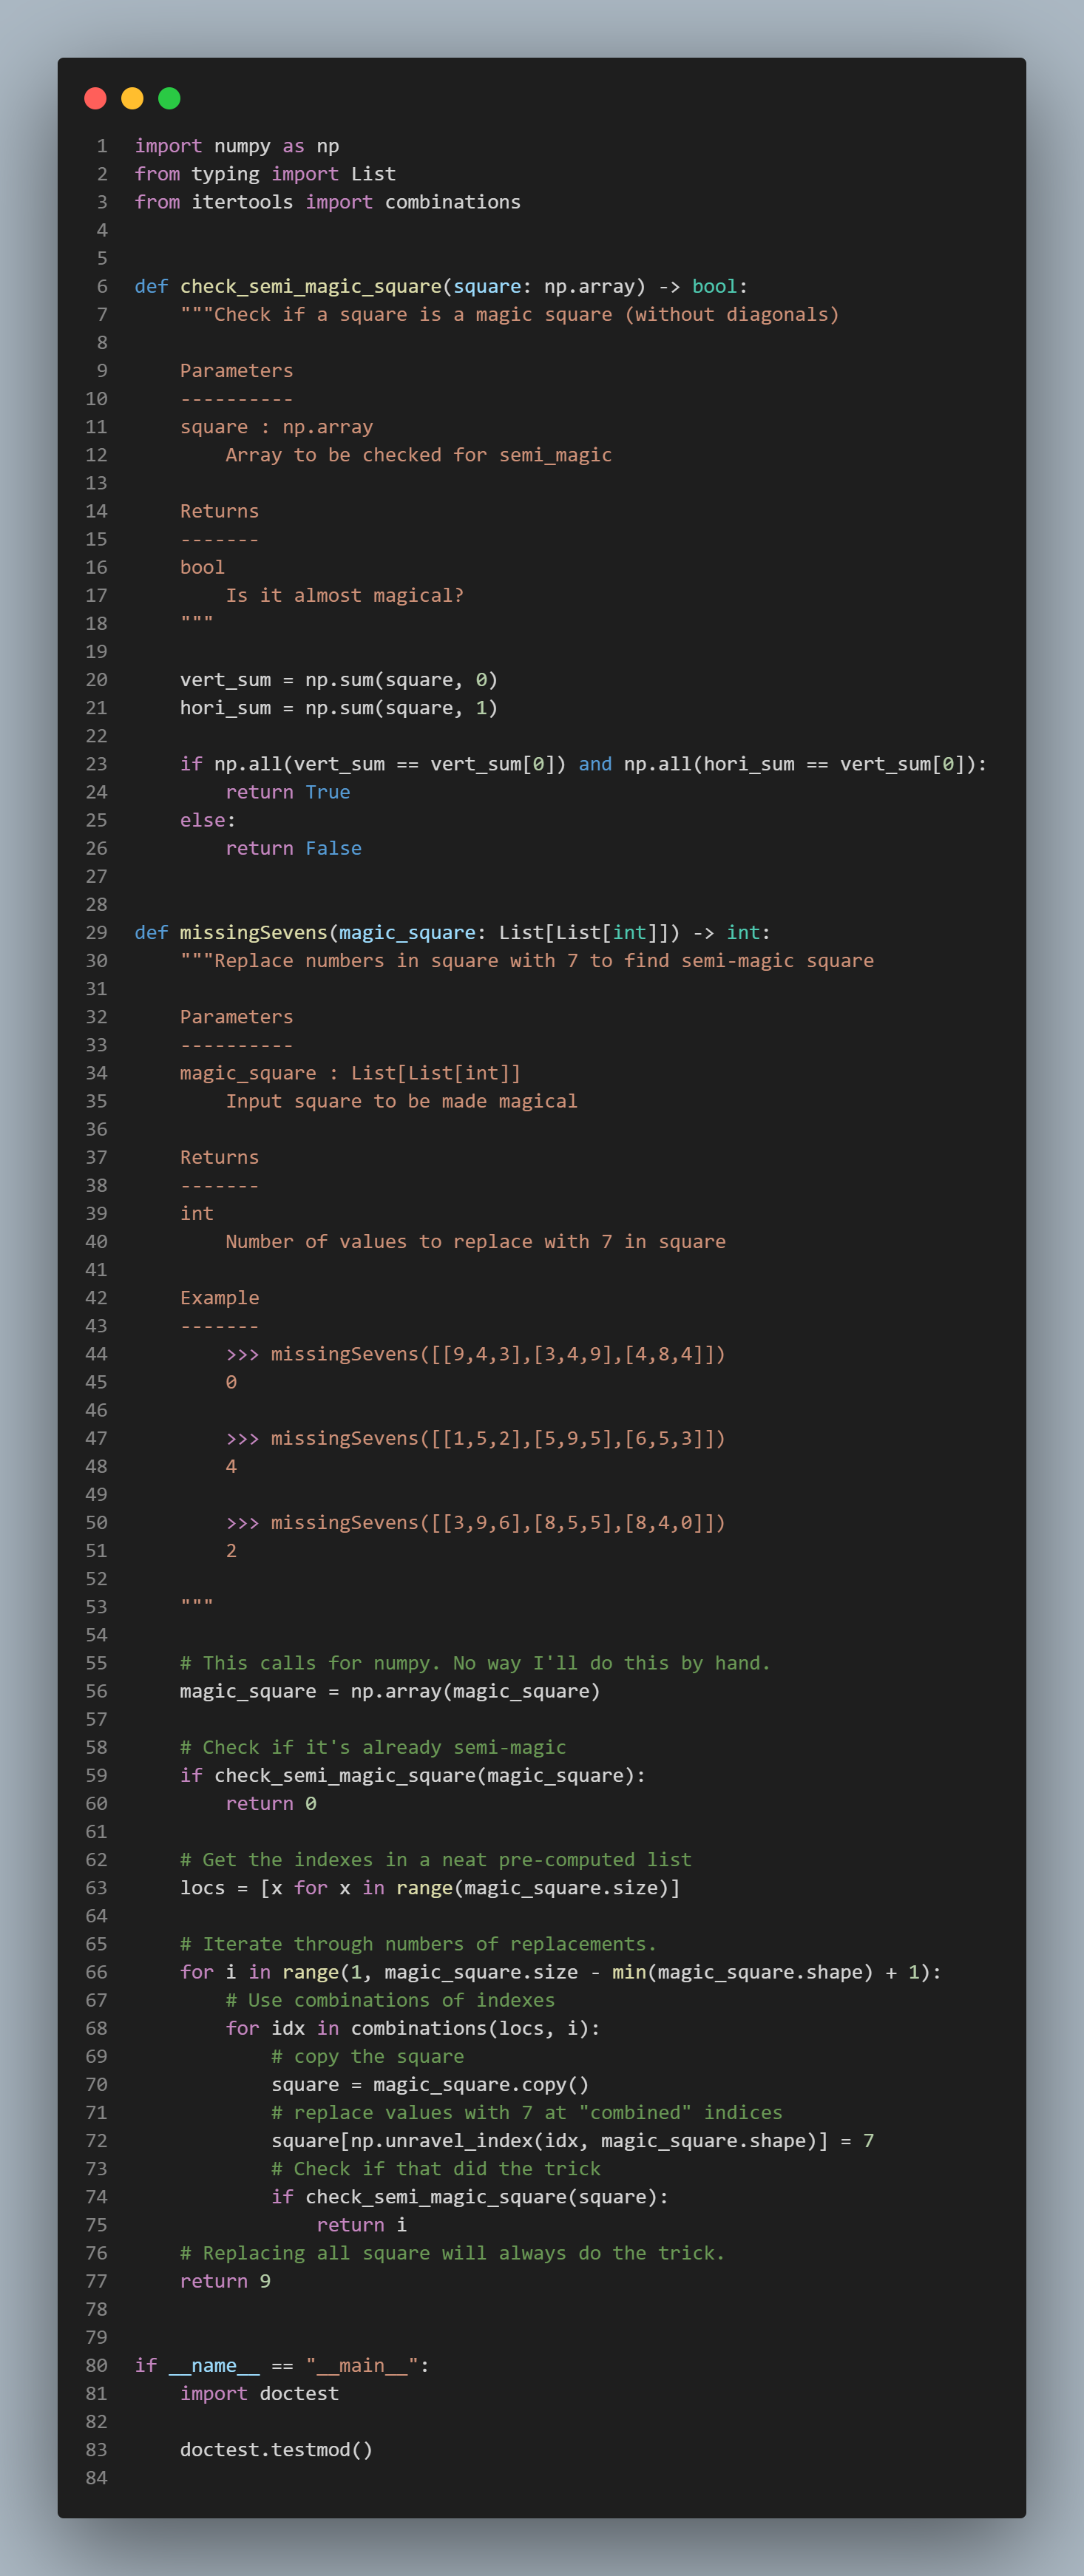 1 import numpy as np
2 from typing import List
3 from itertools import combinations
4
5
6 def check_semi_magic_square(square: np.array) -> bool:
7     """Check if a square is a magic square (without diagonals)
8
9     Parameters
10     ----------
11     square : np.array
12         Array to be checked for semi_magic
13
14     Returns
15     -------
16     bool
17         Is it almost magical?
18     """
19
20     vert_sum = np.sum(square, 0)
21     hori_sum = np.sum(square, 1)
22
23     if np.all(vert_sum == vert_sum[0]) and np.all(hori_sum == vert_sum[0]):
24         return True
25     else:
26         return False
27
28
29 def missingSevens(magic_square: List[List[int]]) -> int:
30     """Replace numbers in square with 7 to find semi-magic square
31
32     Parameters
33     ----------
34     magic_square : List[List[int]]
35         Input square to be made magical
36
37     Returns
38     -------
39     int
40         Number of values to replace with 7 in square
41
42     Example
43     -------
44         >>> missingSevens([[9,4,3],[3,4,9],[4,8,4]])
45         0
46
47         >>> missingSevens([[1,5,2],[5,9,5],[6,5,3]])
48         4
49
50         >>> missingSevens([[3,9,6],[8,5,5],[8,4,0]])
51         2
52
53     """
54
55     # This calls for numpy. No way I'll do this by hand.
56     magic_square = np.array(magic_square)
57
58     # Check if it's already semi-magic
59     if check_semi_magic_square(magic_square):
60         return 0
61
62     # Get the indexes in a neat pre-computed list
63     locs = [x for x in range(magic_square.size)]
64
65     # Iterate through numbers of replacements.
66     for i in range(1, magic_square.size - min(magic_square.shape) + 1):
67         # Use combinations of indexes
68         for idx in combinations(locs, i):
69             # copy the square
70             square = magic_square.copy()
71             # replace values with 7 at "combined" indices
72             square[np.unravel_index(idx, magic_square.shape)] = 7
73             # Check if that did the trick
74             if check_semi_magic_square(square):
75                 return i
76     # Replacing all square will always do the trick.
77     return 9
78
79
80 if __name__ == "__main__":
81     import doctest
82
83     doctest.testmod()
84